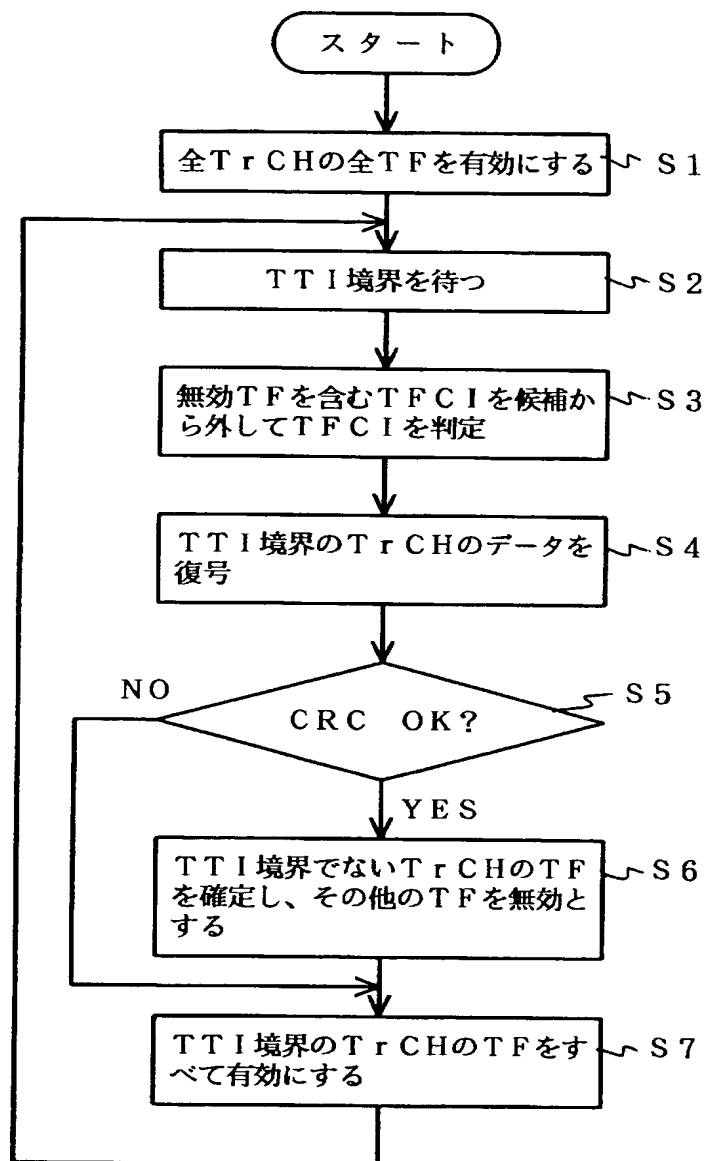 スタート
全TrCHの全TFを有効にする
S1
TTI境界を待つ
S2
無効TFを含むTFCIを候補か
ら外してTFCIを判定
S3
TTI境界のTrCHのデータを
復号
S4
NO
CRC OK?
S5
YES
TTI境界でないTrCHのTF
を確定し、その他のTFを無効と
する
S6
TTI境界のTrCHのTFをす
べて有効にする
S7